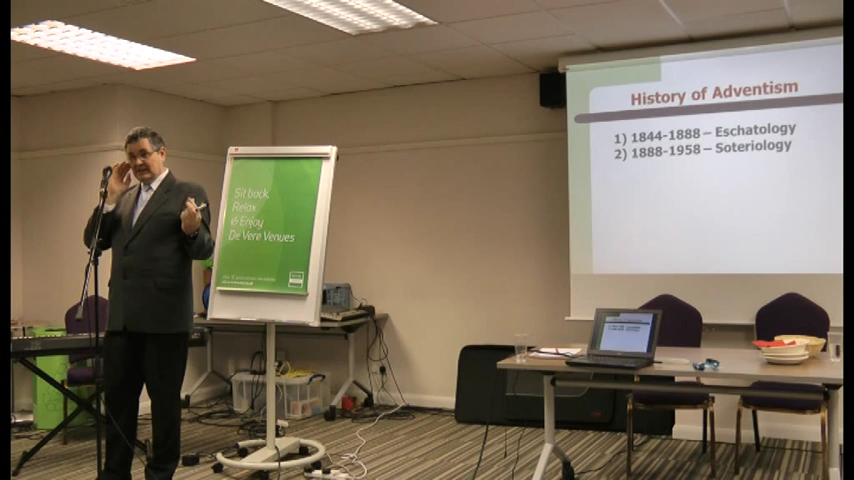 Sit back,
Relax
& Enjoy
De Vere Venues
History of Adventism
1) 1844-1888 – Eschatology
2) 1888-1958 – Soteriology